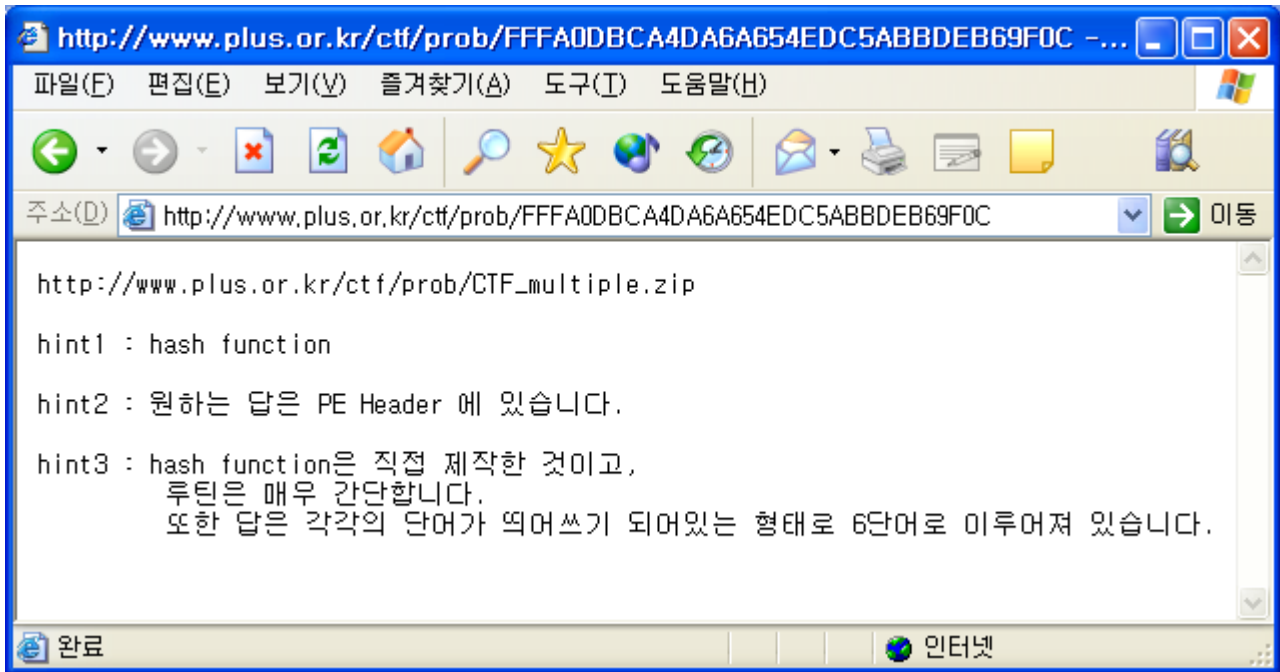 http://www.plus.or.kr/ctf/prob/FFFA0DBCA4DA6A654EDC5ABBDEB69F0C -...
파일(F) 편집(E) 보기(V) 즐겨찾기(A) 도구(T) 도움말(H)
주소(D) http://www.plus.or.kr/ctf/prob/FFFA0DBCA4DA6A654EDC5ABBDEB69F0C 이동
http://www.plus.or.kr/ctf/prob/CTF_multiple.zip
hint1 : hash function
hint2 : 원하는 답은 PE Header 에 있습니다.
hint3 : hash function은 직접 제작한 것이고,
루틴은 매우 간단합니다.
또한 답은 각각의 단어가 띄어쓰기 되어있는 형태로 6단어로 이루어져 있습니다.
완료 인터넷